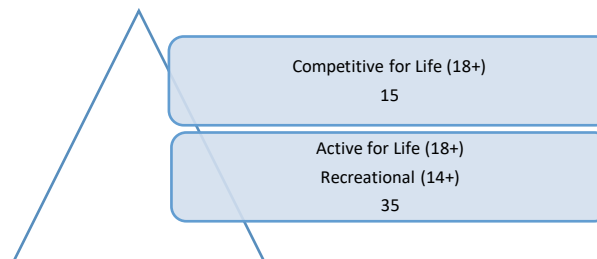 Competitive for Life (18+)
15
Active for Life (18+)
Recreational (14+)
35